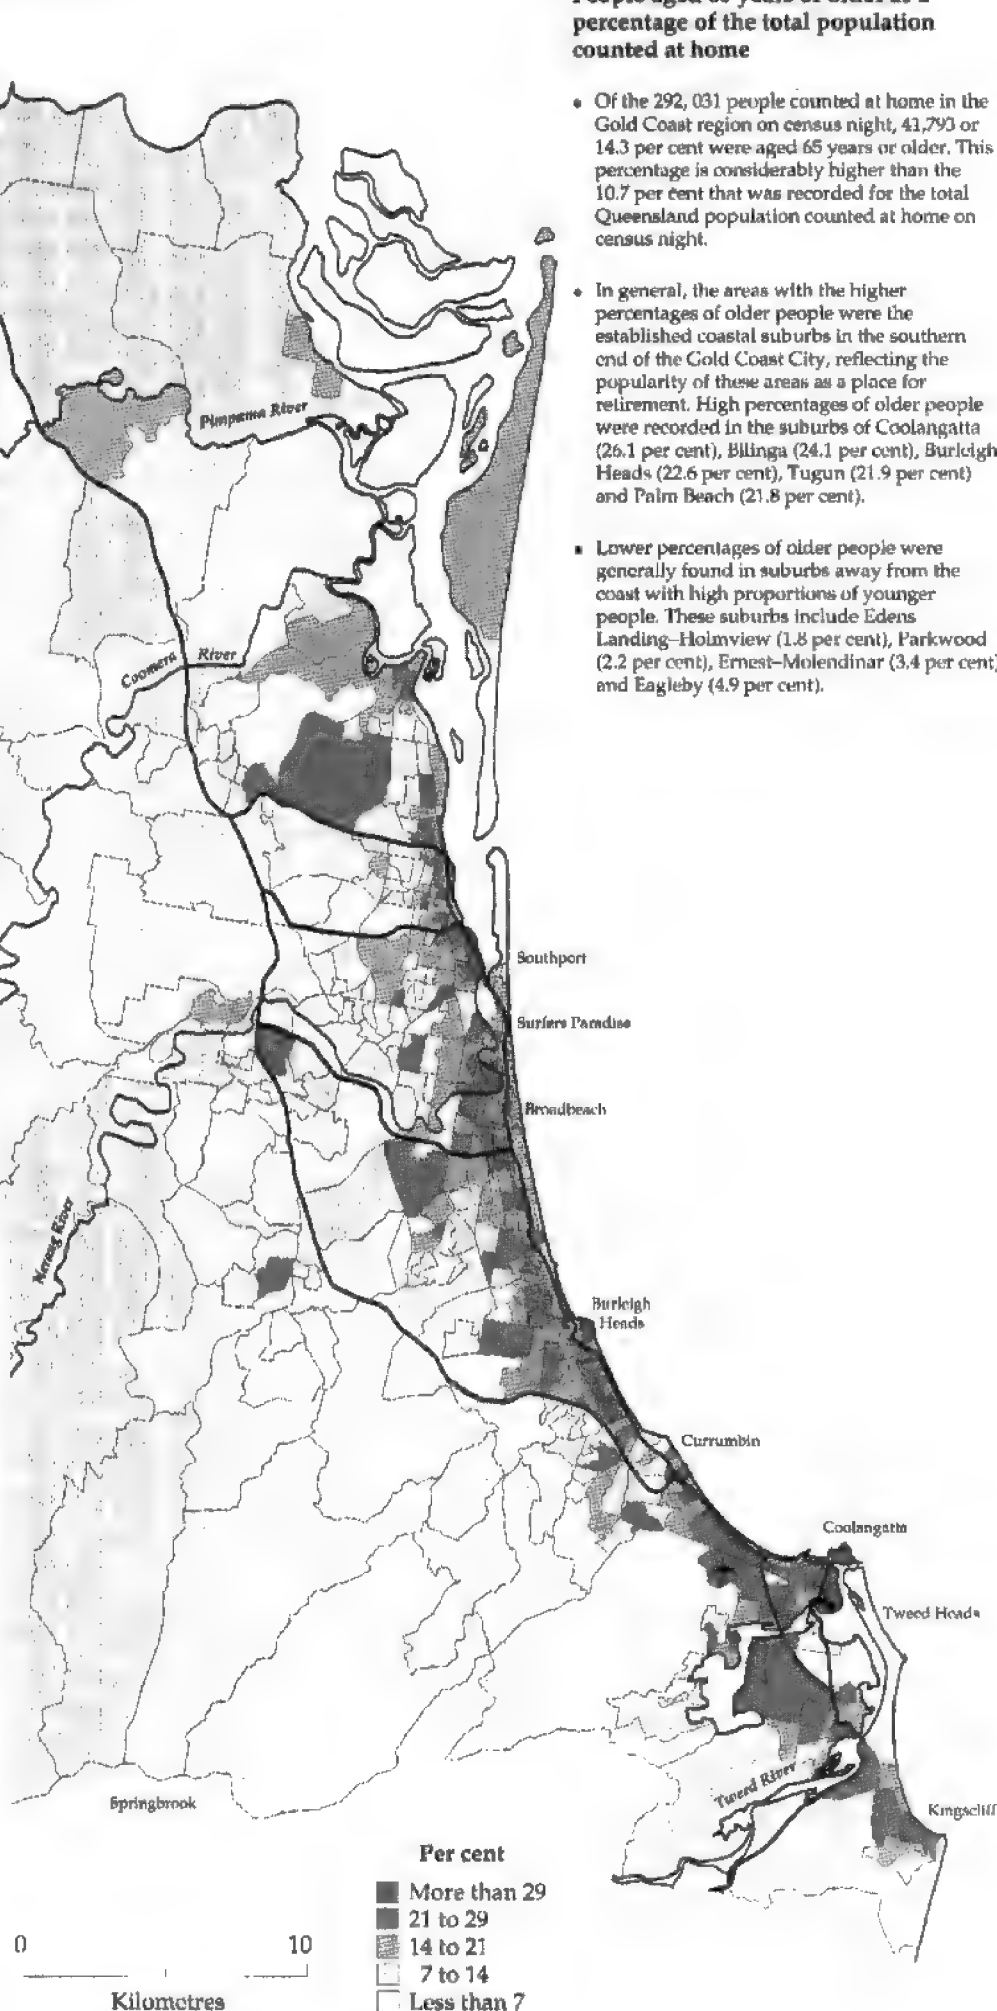 percentage of the total population
counted at home
• Of the 292, 031 people counted at home in the
Gold Coast region on census night, 41,793 or
14.3 per cent were aged 65 years or older. This
percentage is considerably higher than the
10.7 per cent that was recorded for the total
Queensland population counted at home on
census night.
• In general, the areas with the higher
percentages of older people were the
established coastal suburbs in the southern
end of the Gold Coast City, reflecting the
popularity of these areas as a place for
retirement. High percentages of older people
were recorded in the suburbs of Coolangatta
(26.1 per cent), Bilinga (24.1 per cent), Burleigh
Heads (22.6 per cent), Tugun (21.9 per cent)
and Palm Beach (21.8 per cent).
• Lower percentages of older people were
generally found in suburbs away from the
coast with high proportions of younger
people. These suburbs include Edens
Landing–Holmview (1.8 per cent), Parkwood
(2.2 per cent), Ernest–Molendinar (3.4 per cent)
and Eagleby (4.9 per cent).
Pimpama River
Coomera River
Southport
Surfers Paradise
Broadbeach
Nerang River
Burleigh
Heads
Currumbin
Coolangatta
Tweed Heads
Tweed River
Springbrook
Kingscliff
Per cent
More than 29
21 to 29
14 to 21
7 to 14
Less than 7
0 10
Kilometres